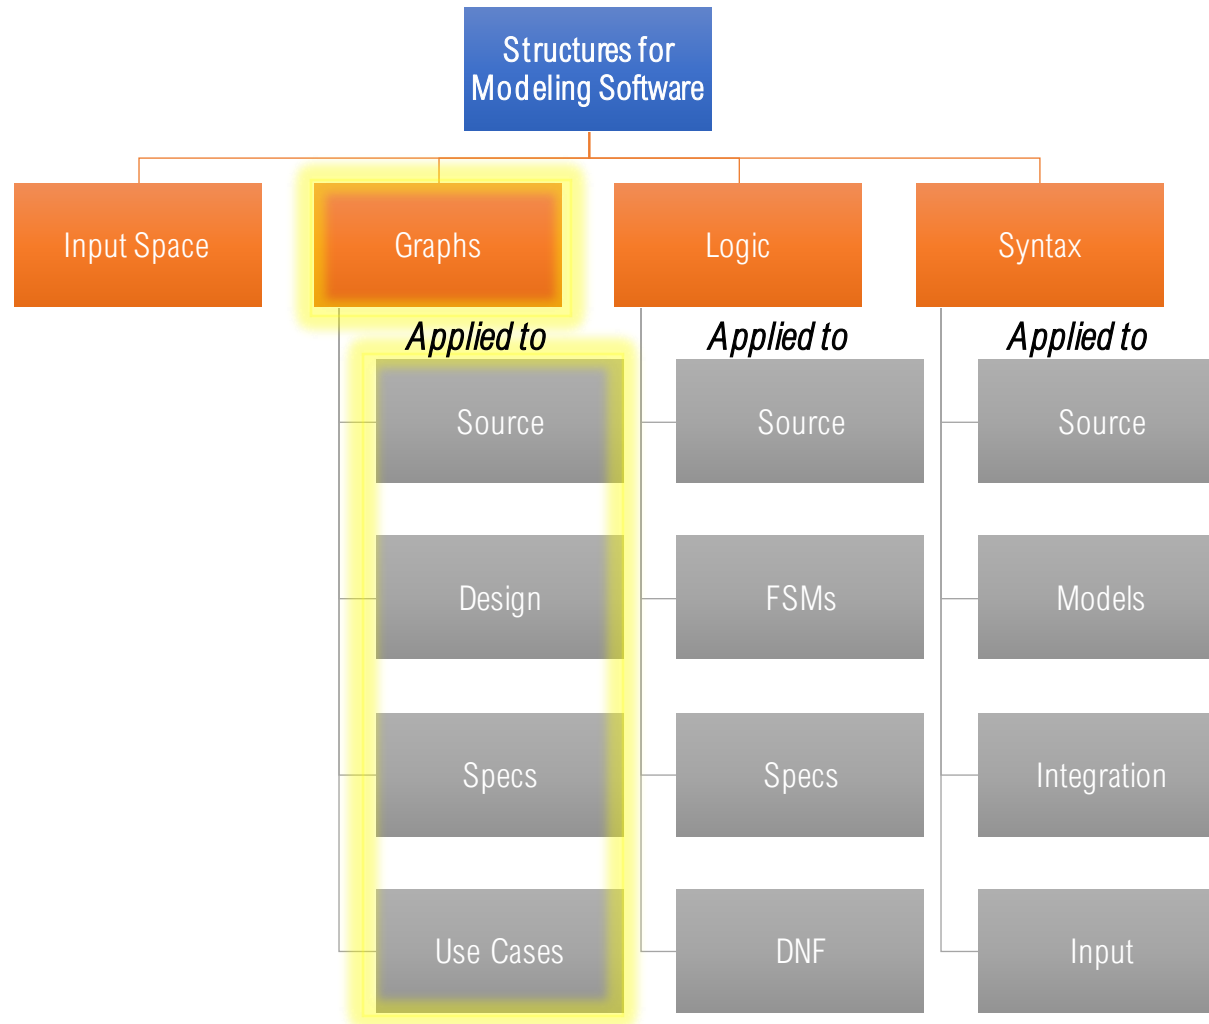 Structures for
Modeling Software
Input Space
Graphs
Logic
Syntax
Applied to
Applied to
Applied to
Source
Source
Source
Design
FSMs
Models
Specs
Specs
Integration
Use Cases
DNF
Input